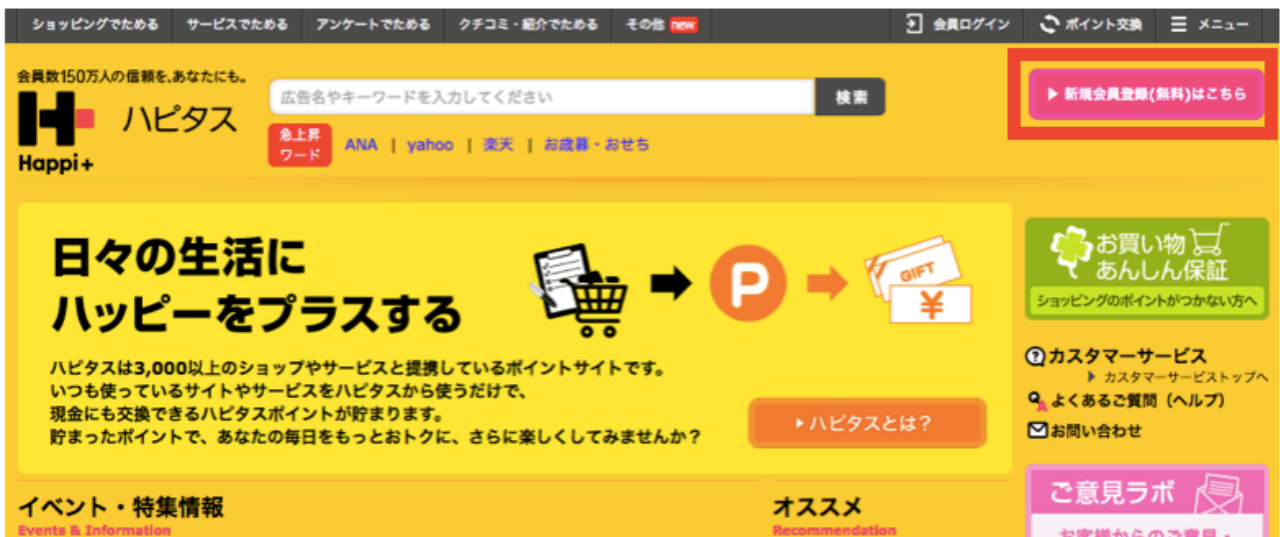 ショッピングでためる サービスでためる アンケートでためる クチコミ・紹介でためる その他 new 会員ログイン ポイント交換 メニュー
会員数150万人の信頼を、あなたにも。
ハピタス
Happi+
広告名やキーワードを入力してください 検索
急上昇
ワード
ANA | yahoo | 楽天 | お歳暮・おせち
新規会員登録(無料)はこちら
日々の生活に
ハッピーをプラスする
P
GIFT
¥
ハピタスは3,000以上のショップやサービスと提携しているポイントサイトです。
いつも使っているサイトやサービスをハピタスから使うだけで、
現金にも交換できるハピタスポイントが貯まります。
貯まったポイントで、あなたの毎日をもっとおトクに、さらに楽しくしてみませんか？
ハピタスとは？
お買い物
あんしん保証
ショッピングのポイントがつかない方へ
カスタマーサービス
カスタマーサービストップへ
よくあるご質問（ヘルプ）
お問い合わせ
イベント・特集情報
Events & Information
オススメ
Recommendation
ご意見ラボ
お客様からのご意見・